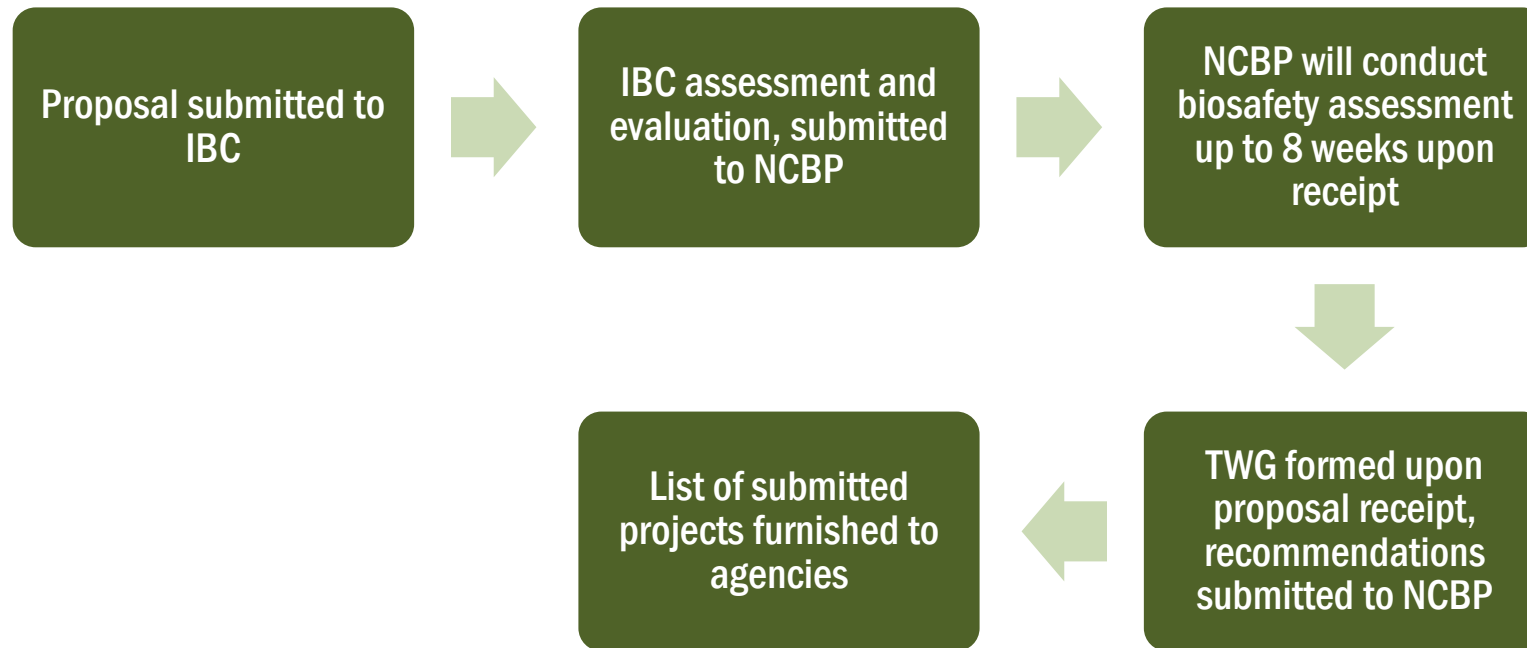 Proposal submitted to
IBC
IBC assessment and
evaluation, submitted
to NCBP
NCBP will conduct
biosafety assessment
up to 8 weeks upon
receipt
TWG formed upon
proposal receipt,
recommendations
submitted to NCBP
List of submitted
projects furnished to
agencies